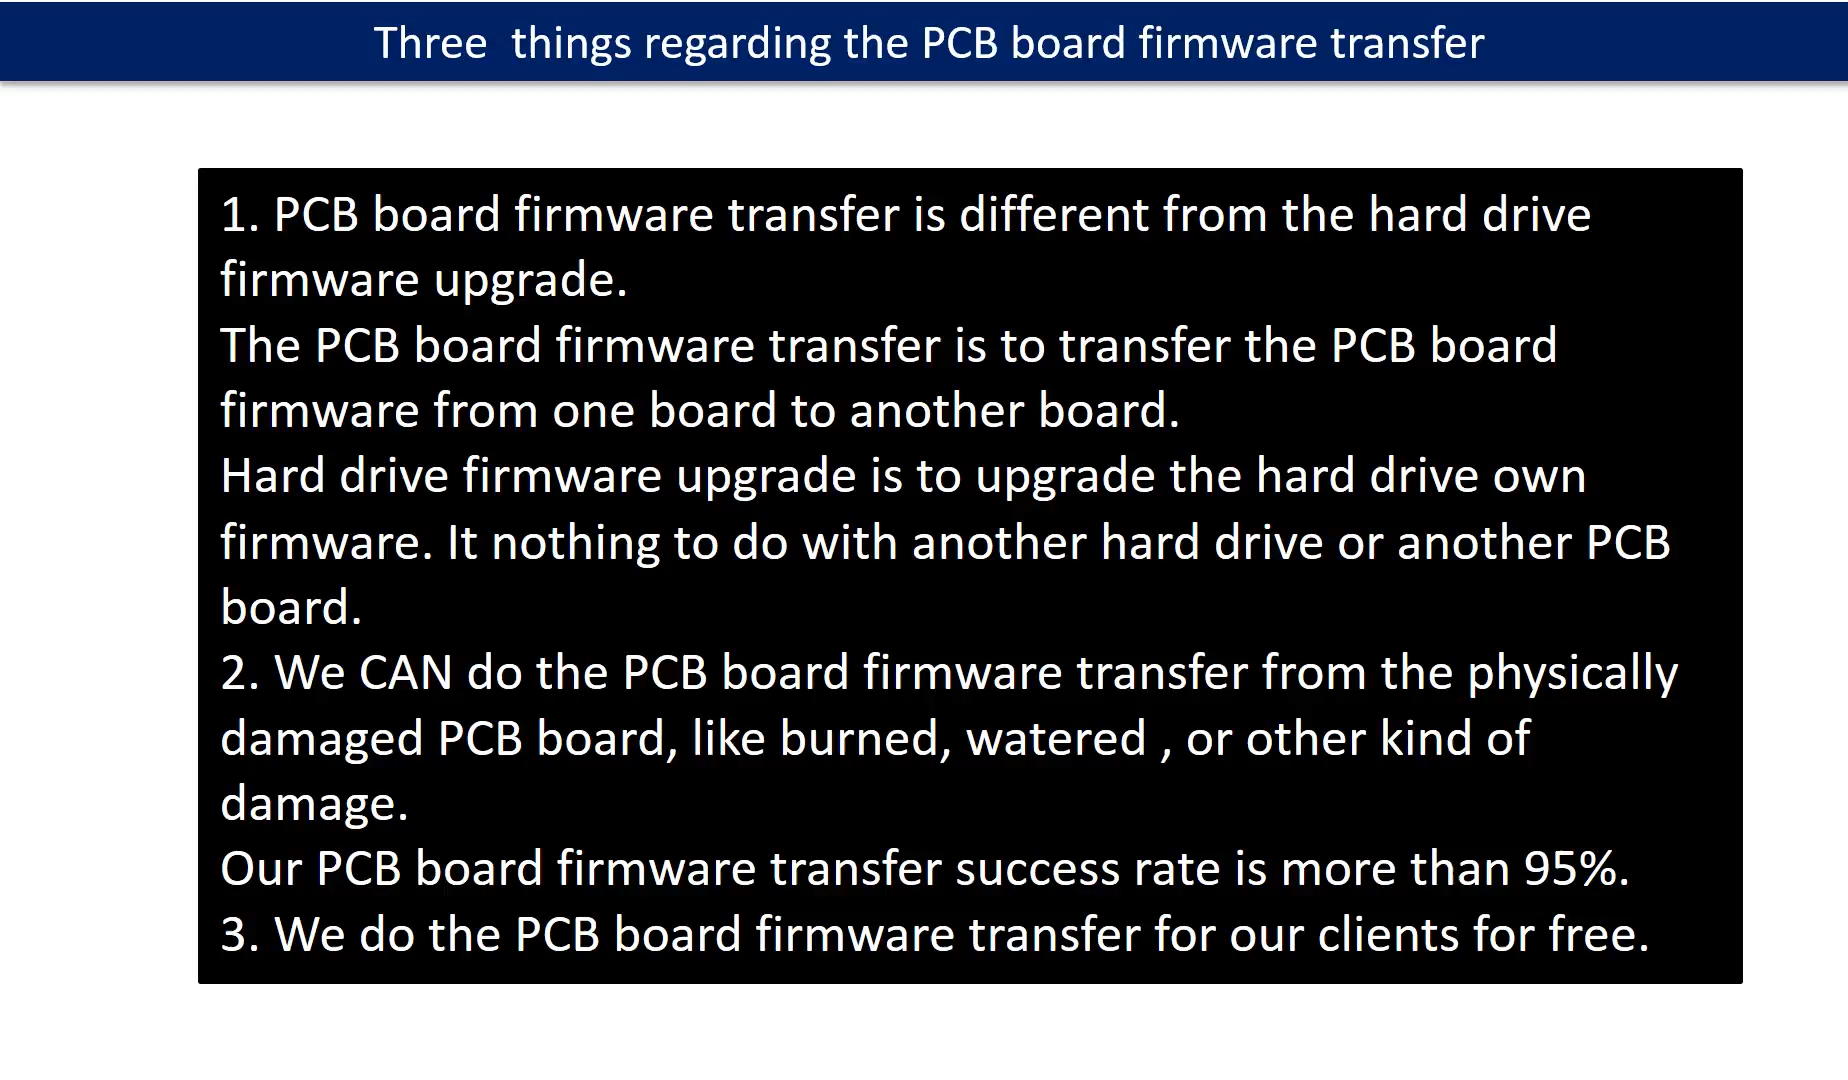 Three  things regarding the PCB board firmware transfer
1. PCB board firmware transfer is different from the hard drive
firmware upgrade.
The PCB board firmware transfer is to transfer the PCB board
firmware from one board to another board.
Hard drive firmware upgrade is to upgrade the hard drive own
firmware. It nothing to do with another hard drive or another PCB
board.
2. We CAN do the PCB board firmware transfer from the physically
damaged PCB board, like burned, watered , or other kind of
damage.
Our PCB board firmware transfer success rate is more than 95%.
3. We do the PCB board firmware transfer for our clients for free.